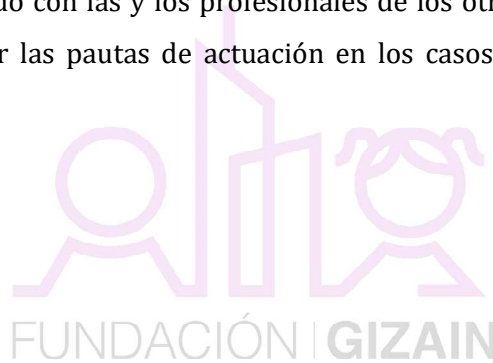 do con las y los profesionales de los otr
r las pautas de actuación en los casos
FUNDACIÓN | GIZAIN